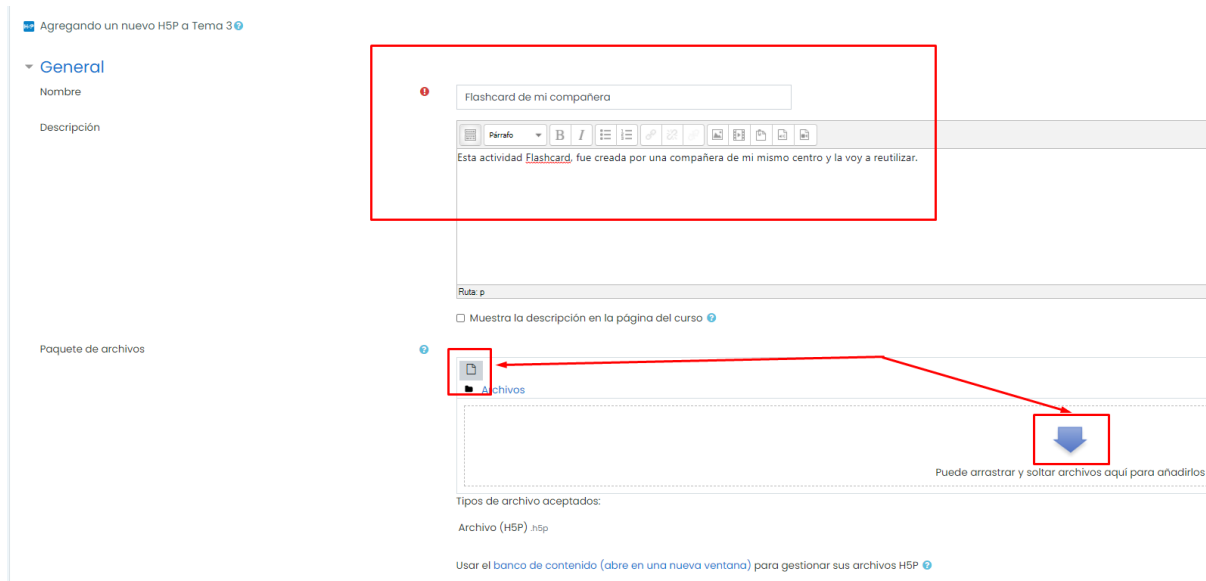 Agregando un nuevo H5P a Tema 3
General
Nombre
Flashcard de mi compañera
Descripción
Párrafo
Esta actividad Flashcard, fue creada por una compañera de mi mismo centro y la voy a reutilizar.
Ruta: p
Muestra la descripción en la página del curso
Paquete de archivos
Archivos
Puede arrastrar y soltar archivos aquí para añadirlos
Tipos de archivo aceptados:
Archivo (H5P) .h5p
Usar el banco de contenido (abre en una nueva ventana) para gestionar sus archivos H5P